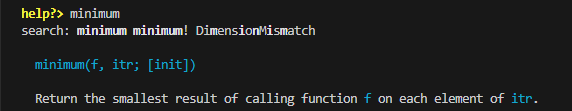 help?> minimum
search: minimum minimum! DimensionMismatch
minimum(f, itr; [init])
Return the smallest result of calling function f on each element of itr.